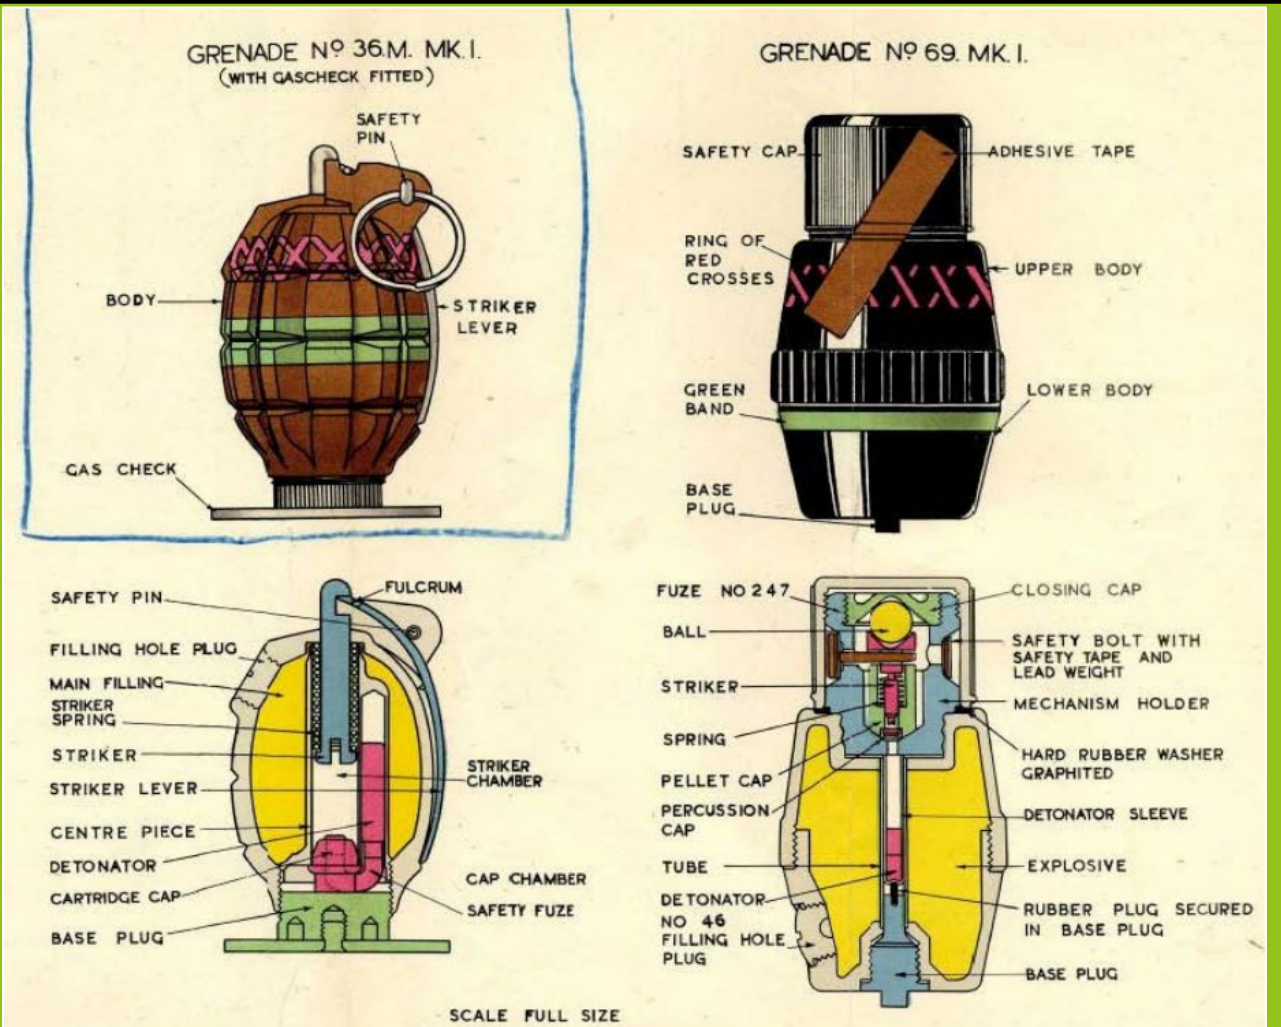 GRENADE Nº 36.M. MK.I.
(WITH GASCHECK FITTED)
SAFETY
PIN
BODY
STRIKER
LEVER
GAS CHECK
GRENADE Nº 69. MK.I.
SAFETY CAP
ADHESIVE TAPE
RING OF
RED
CROSSES
UPPER BODY
GREEN
BAND
LOWER BODY
BASE
PLUG
SAFETY PIN
FULCRUM
FILLING HOLE PLUG
MAIN FILLING
STRIKER
SPRING
STRIKER
STRIKER
CHAMBER
STRIKER LEVER
CENTRE PIECE
DETONATOR
CARTRIDGE CAP
CAP CHAMBER
SAFETY FUZE
BASE PLUG
FUZE NO 247
CLOSING CAP
BALL
SAFETY BOLT WITH
SAFETY TAPE AND
LEAD WEIGHT
STRIKER
MECHANISM HOLDER
SPRING
HARD RUBBER WASHER
GRAPHITED
PELLET CAP
PERCUSSION
CAP
DETONATOR SLEEVE
TUBE
EXPLOSIVE
DETONATOR
NO 46
RUBBER PLUG SECURED
IN BASE PLUG
FILLING HOLE
PLUG
BASE PLUG
SCALE FULL SIZE